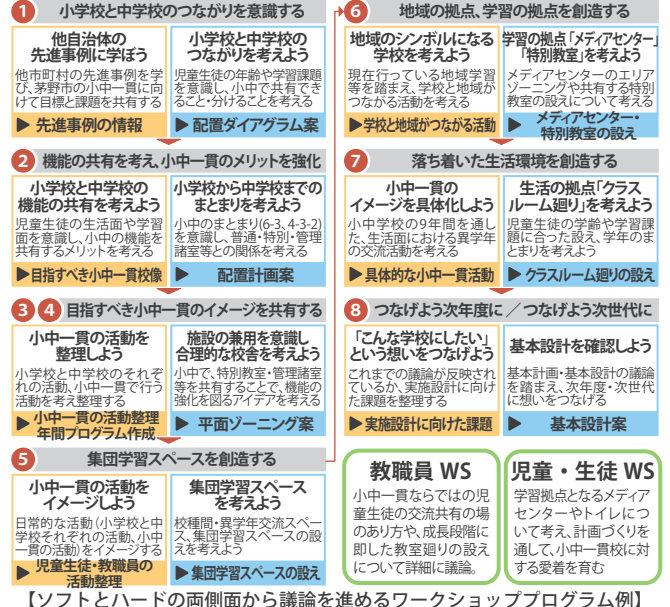 1 小学校と中学校のつながりを意識する
他自治体の
先進事例に学ぼう
他市町村の先進事例を学
び、茅野市の小中一貫に向
けて目標と課題を共有する
▶ 先進事例の情報
小学校と中学校の
つながりを考えよう
児童生徒の年齢や学習課題
を意識し、小中で共有でき
ること・分けることを考える
▶ 配置ダイアグラム案
2 機能の共有を考え、小中一貫のメリットを強化
小学校と中学校の
機能の共有を考えよう
児童生徒の生活面や学習
面を意識し、小中の機能を
共有するメリットを考える
▶目指すべき小中一貫校像
小学校から中学校までの
まとまりを考えよう
小中のまとまり(6-3、4-3-2)
を意識し、普通・特別・管理
諸室等との関係を考える
▶ 配置計画案
3 4 目指すべき小中一貫のイメージを共有する
小中一貫の活動を
整理しよう
小学校と中学校のそれぞ
れの活動、小中一貫で行う
活動を考え整理する
▶ 小中一貫の活動整理
年間プログラム作成
施設の兼用を意識し
合理的な校舎を考えよう
小中で、特別教室・管理諸室
等を共有することで、機能の
強化を図るアイデアを考える
▶ 平面ゾーニング案
5 集団学習スペースを創造する
小中一貫の活動を
イメージしよう
日常的な活動(小学校と中
学校それぞれの活動、小中
一貫の活動)をイメージする
▶ 児童生徒・教職員の
活動整理
集団学習スペース
を考えよう
校種間・異学年交流スペー
ス、集団学習スペースの設
えを考えよう
▶集団学習スペースの設え
6 地域の拠点、学習の拠点を創造する
地域のシンボルになる
学校を考えよう
現在行っている地域学習
等を踏まえ、学校と地域が
つながる活動を考える
▶学校と地域がつながる活動
学習の拠点「メディアセンター」
「特別教室」を考えよう
メディアセンターのエリア
ゾーニングや共有する特別
教室の設えについて考える
▶ メディアセンター・
特別教室の設え
7 落ち着いた生活環境を創造する
小中一貫の
イメージを具体化しよう
小中学校の9年間を通し
た、生活面における異学年
の交流活動を考える
▶具体的な小中一貫活動
生活の拠点「クラス
ルーム廻り」を考えよう
児童生徒の学齢や学習課
題に合った設え、学年のま
とまりを考えよう
▶クラスルーム廻りの設え
8 つなげよう次年度に ／ つなげよう次世代に
「こんな学校にしたい」
という想いをつなげよう
これまでの議論が反映され
ているか、実施設計に向け
た課題を整理する
▶ 実施設計に向けた課題
基本設計を確認しよう
基本計画・基本設計の議論
を踏まえ、次年度・次世代
に想いをつなげる
▶ 基本設計案
教職員 WS
小中一貫ならではの児
童生徒の交流共有の場
のあり方や、成長段階に
即した教室廻りの設え
について詳細に議論。
児童・生徒 WS
学習拠点となるメディア
センターやトイレにつ
いて考え、計画づくりを
通して、小中一貫校に対
する愛着を育む
【ソフトとハードの両側面から議論を進めるワークショッププログラム例】